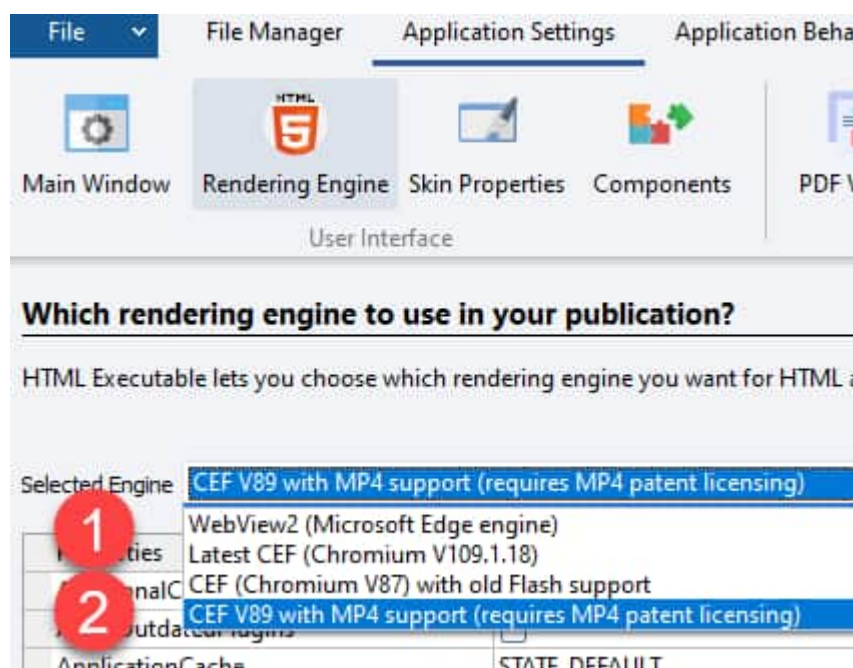 File File Manager Application Settings Application Beha
HTML
5
Main Window Rendering Engine Skin Properties Components PDF
User Interface
Which rendering engine to use in your publication?
HTML Executable lets you choose which rendering engine you want for HTML a
Selected Engine CEF V89 with MP4 support (requires MP4 patent licensing)
1
WebView2 (Microsoft Edge engine)
ties Latest CEF (Chromium V109.1.18)
onalC CEF (Chromium V87) with old Flash support
2
CEF V89 with MP4 support (requires MP4 patent licensing)
ApplicationCache STATE_DEFAULT